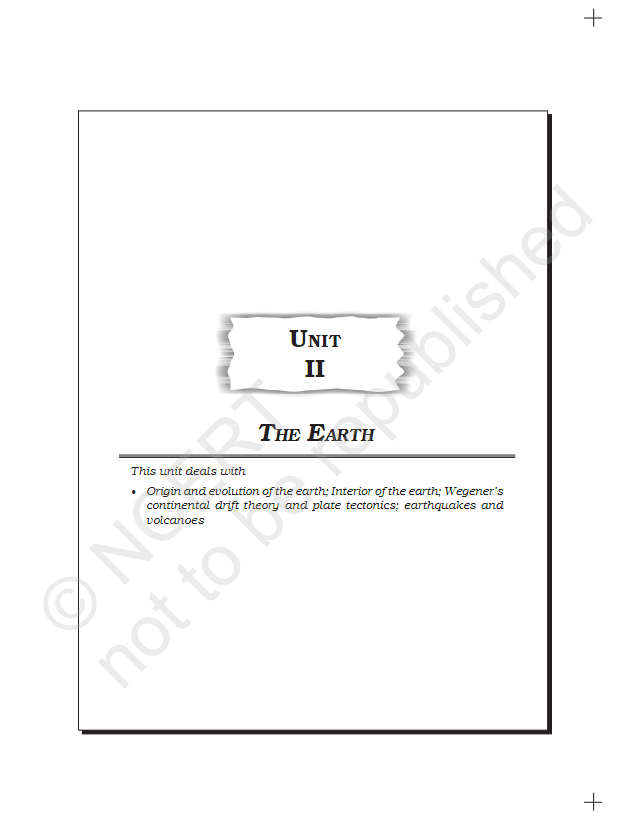 UNIT
II
THE EARTH
This unit deals with
• Origin and evolution of the earth; Interior of the earth; Wegener's
continental drift theory and plate tectonics; earthquakes and
volcanoes
© NCERT
not to be republished